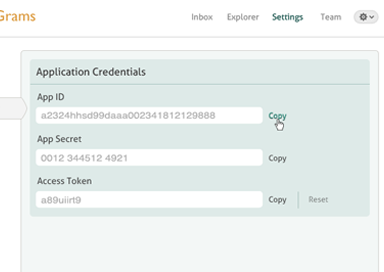 Grams
Inbox Explorer Settings Team
Application Credentials
App ID
a2324hhsd99daaa002341812129888 Copy
App Secret
0012 344512 4921 Copy
Access Token
a89uiirt9 Copy Reset